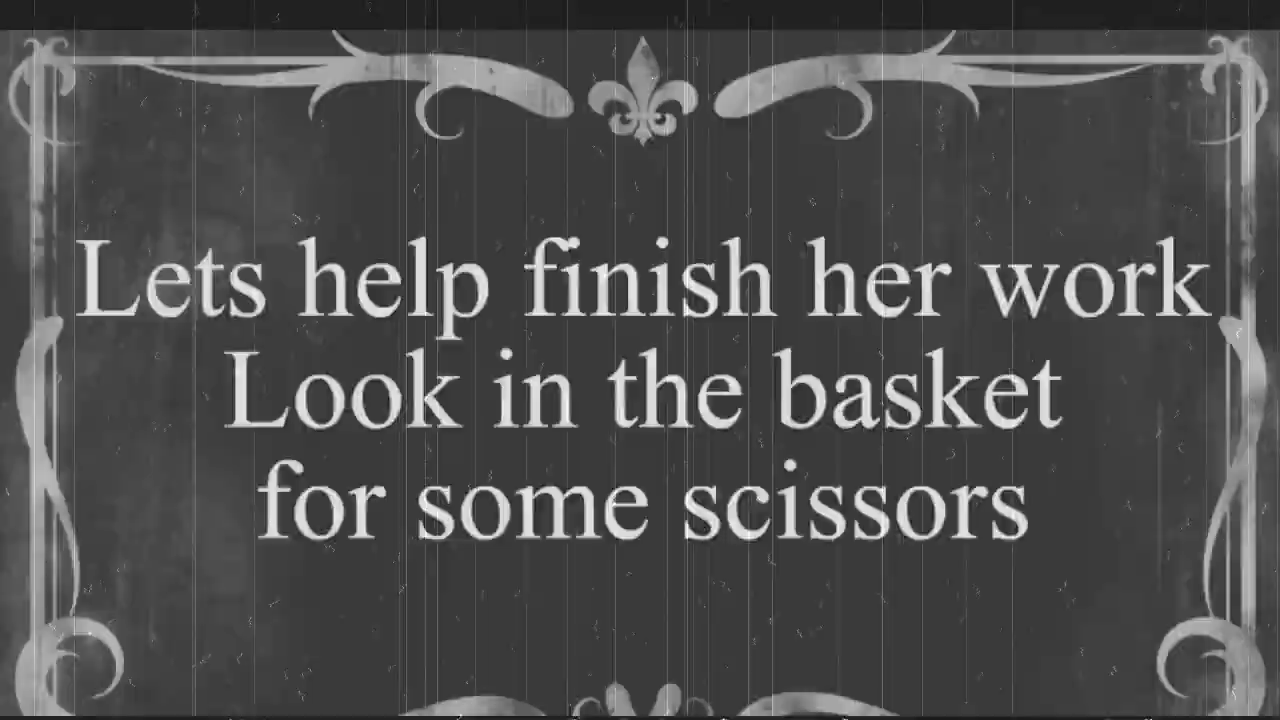 Lets help finish her work
Look in the basket
for some scissors